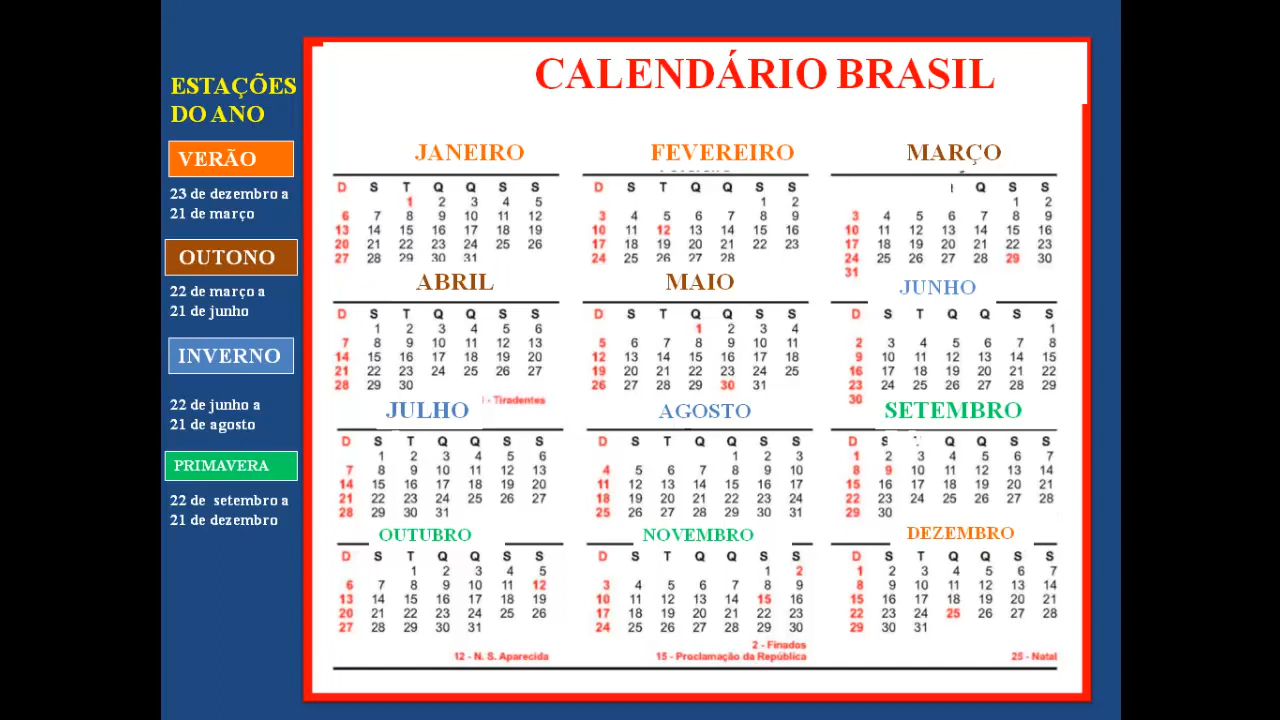 CALENDÁRIO BRASIL
ESTAÇÕES
DO ANO
VERÃO
23 de dezembro a
21 de março
OUTONO
22 de março a
21 de junho
INVERNO
22 de junho a
21 de agosto
PRIMAVERA
22 de setembro a
21 de dezembro
JANEIRO
D S T Q Q S S
1 2 3 4 5
6 7 8 9 10 11 12
13 14 15 16 17 18 19
20 21 22 23 24 25 26
27 28 29 30 31
FEVEREIRO
D S T Q Q S S
1 2
3 4 5 6 7 8 9
10 11 12 13 14 15 16
17 18 19 20 21 22 23
24 25 26 27 28
MARÇO
Q S S
1 2
3 4 5 6 7 8 9
10 11 12 13 14 15 16
17 18 19 20 21 22 23
24 25 26 27 28 29 30
31
ABRIL
D S T Q Q S S
1 2 3 4 5 6
7 8 9 10 11 12 13
14 15 16 17 18 19 20
21 22 23 24 25 26 27
28 29 30
- Tiradentes
MAIO
D S T Q Q S S
1 2 3 4
5 6 7 8 9 10 11
12 13 14 15 16 17 18
19 20 21 22 23 24 25
26 27 28 29 30 31
JUNHO
D S T Q Q S S
1
2 3 4 5 6 7 8
9 10 11 12 13 14 15
16 17 18 19 20 21 22
23 24 25 26 27 28 29
30
JULHO
D S T Q Q S S
1 2 3 4 5 6
7 8 9 10 11 12 13
14 15 16 17 18 19 20
21 22 23 24 25 26 27
28 29 30 31
AGOSTO
D S T Q Q S S
1 2 3
4 5 6 7 8 9 10
11 12 13 14 15 16 17
18 19 20 21 22 23 24
25 26 27 28 29 30 31
SETEMBRO
D S Q Q S S
1 2 3 4 5 6 7
8 9 10 11 12 13 14
15 16 17 18 19 20 21
22 23 24 25 26 27 28
29 30
OUTUBRO
D S T Q Q S S
1 2 3 4 5
6 7 8 9 10 11 12
13 14 15 16 17 18 19
20 21 22 23 24 25 26
27 28 29 30 31
12 - N. S. Aparecida
NOVEMBRO
D S T Q Q S S
1 2
3 4 5 6 7 8 9
10 11 12 13 14 15 16
17 18 19 20 21 22 23
24 25 26 27 28 29 30
2 - Finados
15 - Proclamação da República
DEZEMBRO
D S T Q Q S S
1 2 3 4 5 6 7
8 9 10 11 12 13 14
15 16 17 18 19 20 21
22 23 24 25 26 27 28
29 30 31
25 - Natal